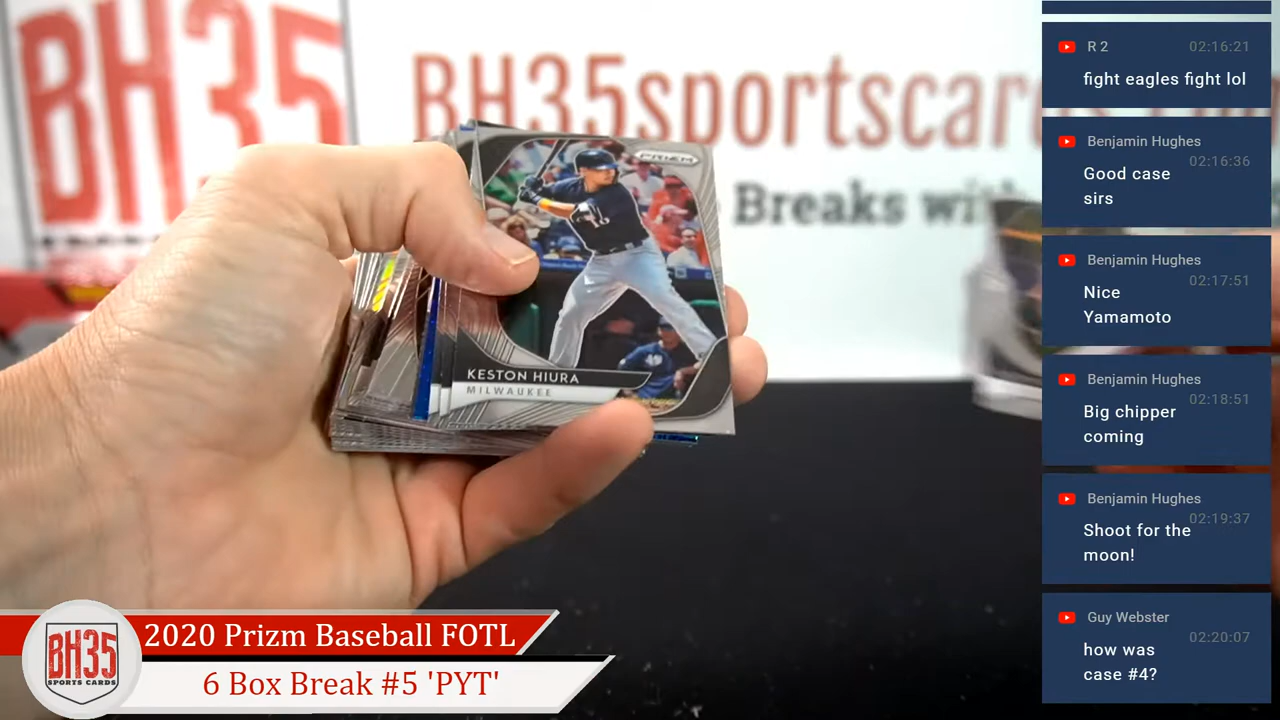 BH35
BH35sportscar
Breaks wi
PRIZM
KESTON HIURA
MILWAUKEE
R 2
02:16:21
fight eagles fight lol
Benjamin Hughes
02:16:36
Good case
sirs
Benjamin Hughes
02:17:51
Nice
Yamamoto
Benjamin Hughes
02:18:51
Big chipper
coming
Benjamin Hughes
02:19:37
Shoot for the
moon!
Guy Webster
02:20:07
how was
case #4?
BH35
SPORTS CARDS
2020 Prizm Baseball FOTL
6 Box Break #5 'PYT'